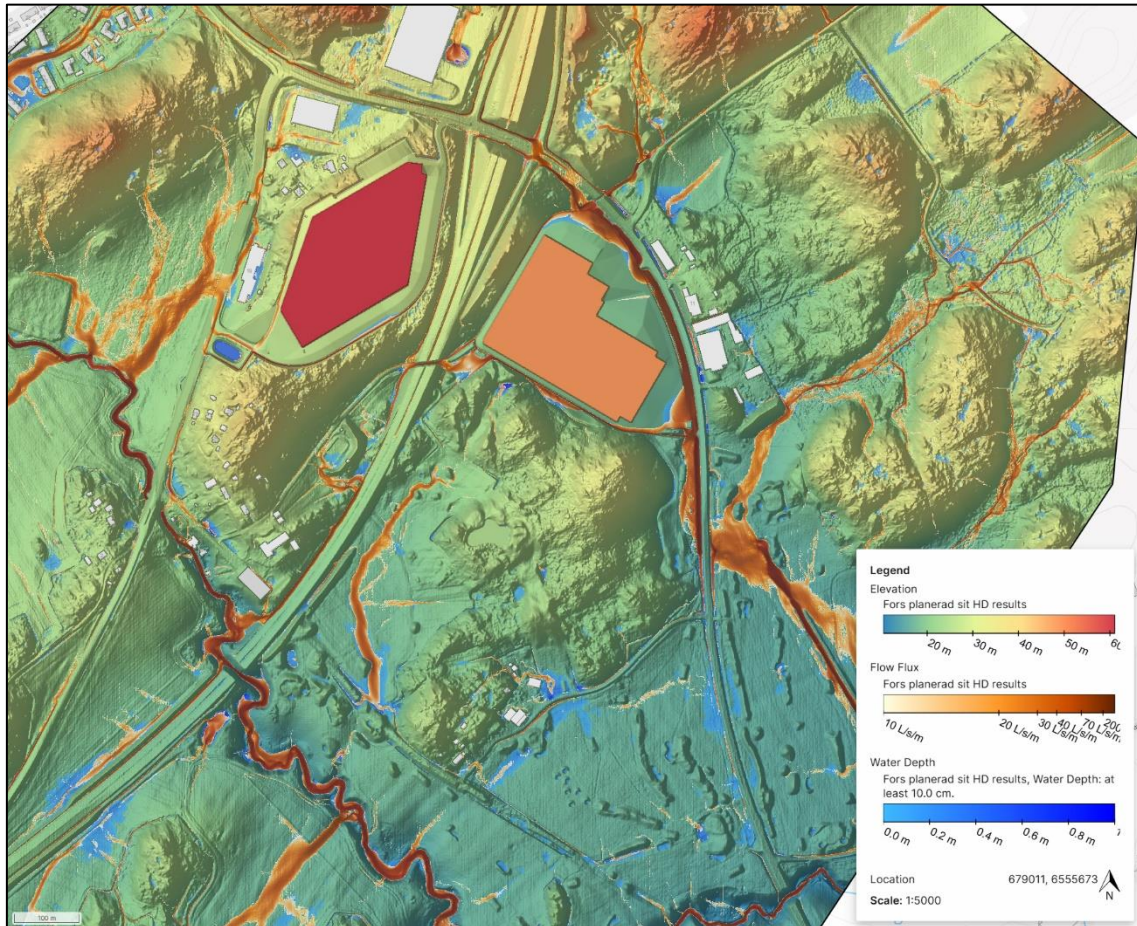 Legend
Elevation
Fors planerad sit HD results
20 m 30 m 40 m 50 m 60
Flow Flux
Fors planerad sit HD results
10 L/s/m 20 L/s/m 30 L/s/m 40 L/s/m 70 L/s/m 200
Water Depth
Fors planerad sit HD results, Water Depth: at
least 10.0 cm.
0.0 m 0.2 m 0.4 m 0.6 m 0.8 m
Location 679011, 6555673
N
Scale: 1:5000
100 m